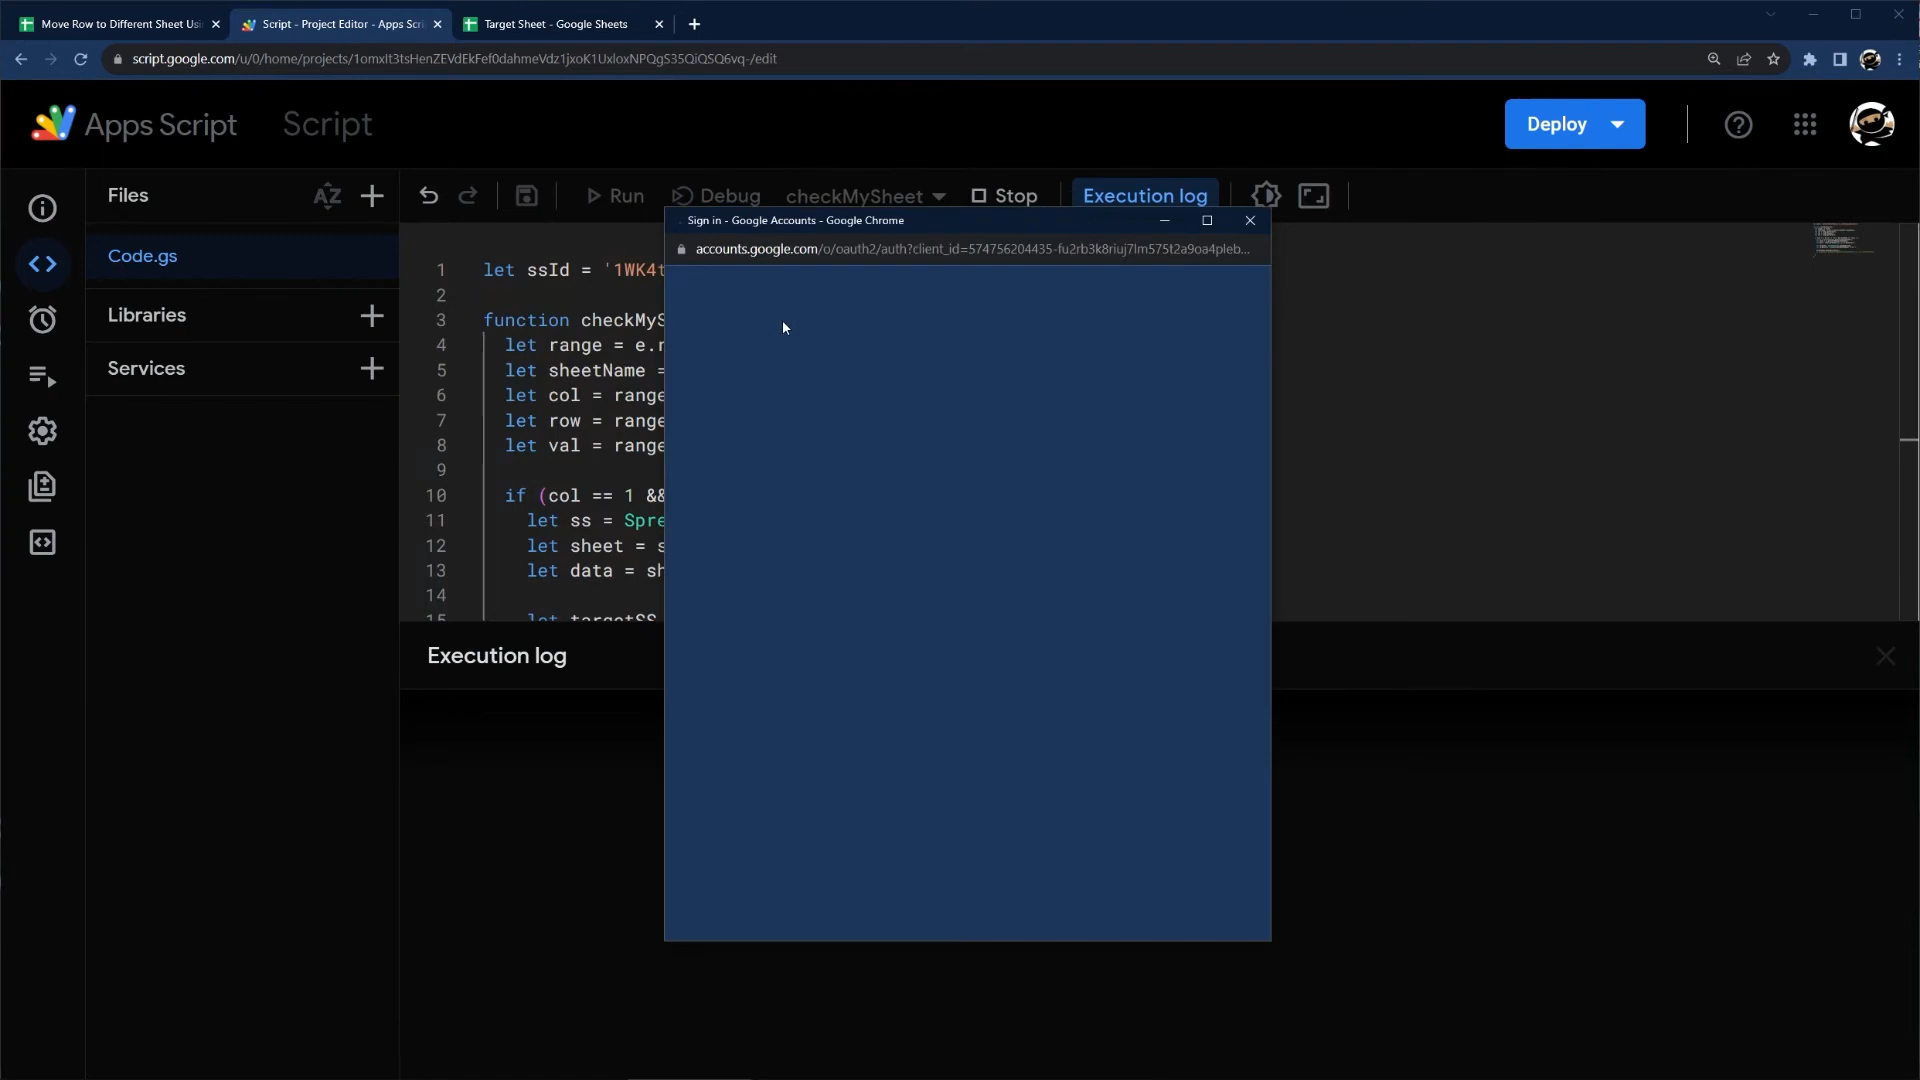 Move Row to Different Sheet Usi
Script - Project Editor - Apps Scri
Target Sheet - Google Sheets
script.google.com/u/0/home/projects/1omxIt3tsHenZEVdEkFef0dahmeVdz1jxoK1UxloxNPQgS35QiQSQ6vq-/edit
Apps Script
Script
Deploy
Files
AZ
Run
Debug
checkMySheet
Stop
Execution log
Sign in - Google Accounts - Google Chrome
accounts.google.com/o/oauth2/auth?client_id=574756204435-fu2rb3k8riuj7lm575t2a9oa4pleb...
Code.gs
Libraries
Services
1 let ssId = '1WK4t
2
3 function checkMyS
4 let range = e.r
5 let sheetName =
6 let col = range
7 let row = range
8 let val = range
9
10 if (col == 1 &&
11 let ss = Spre
12 let sheet = s
13 let data = sh
14
15 let targetSS
Execution log